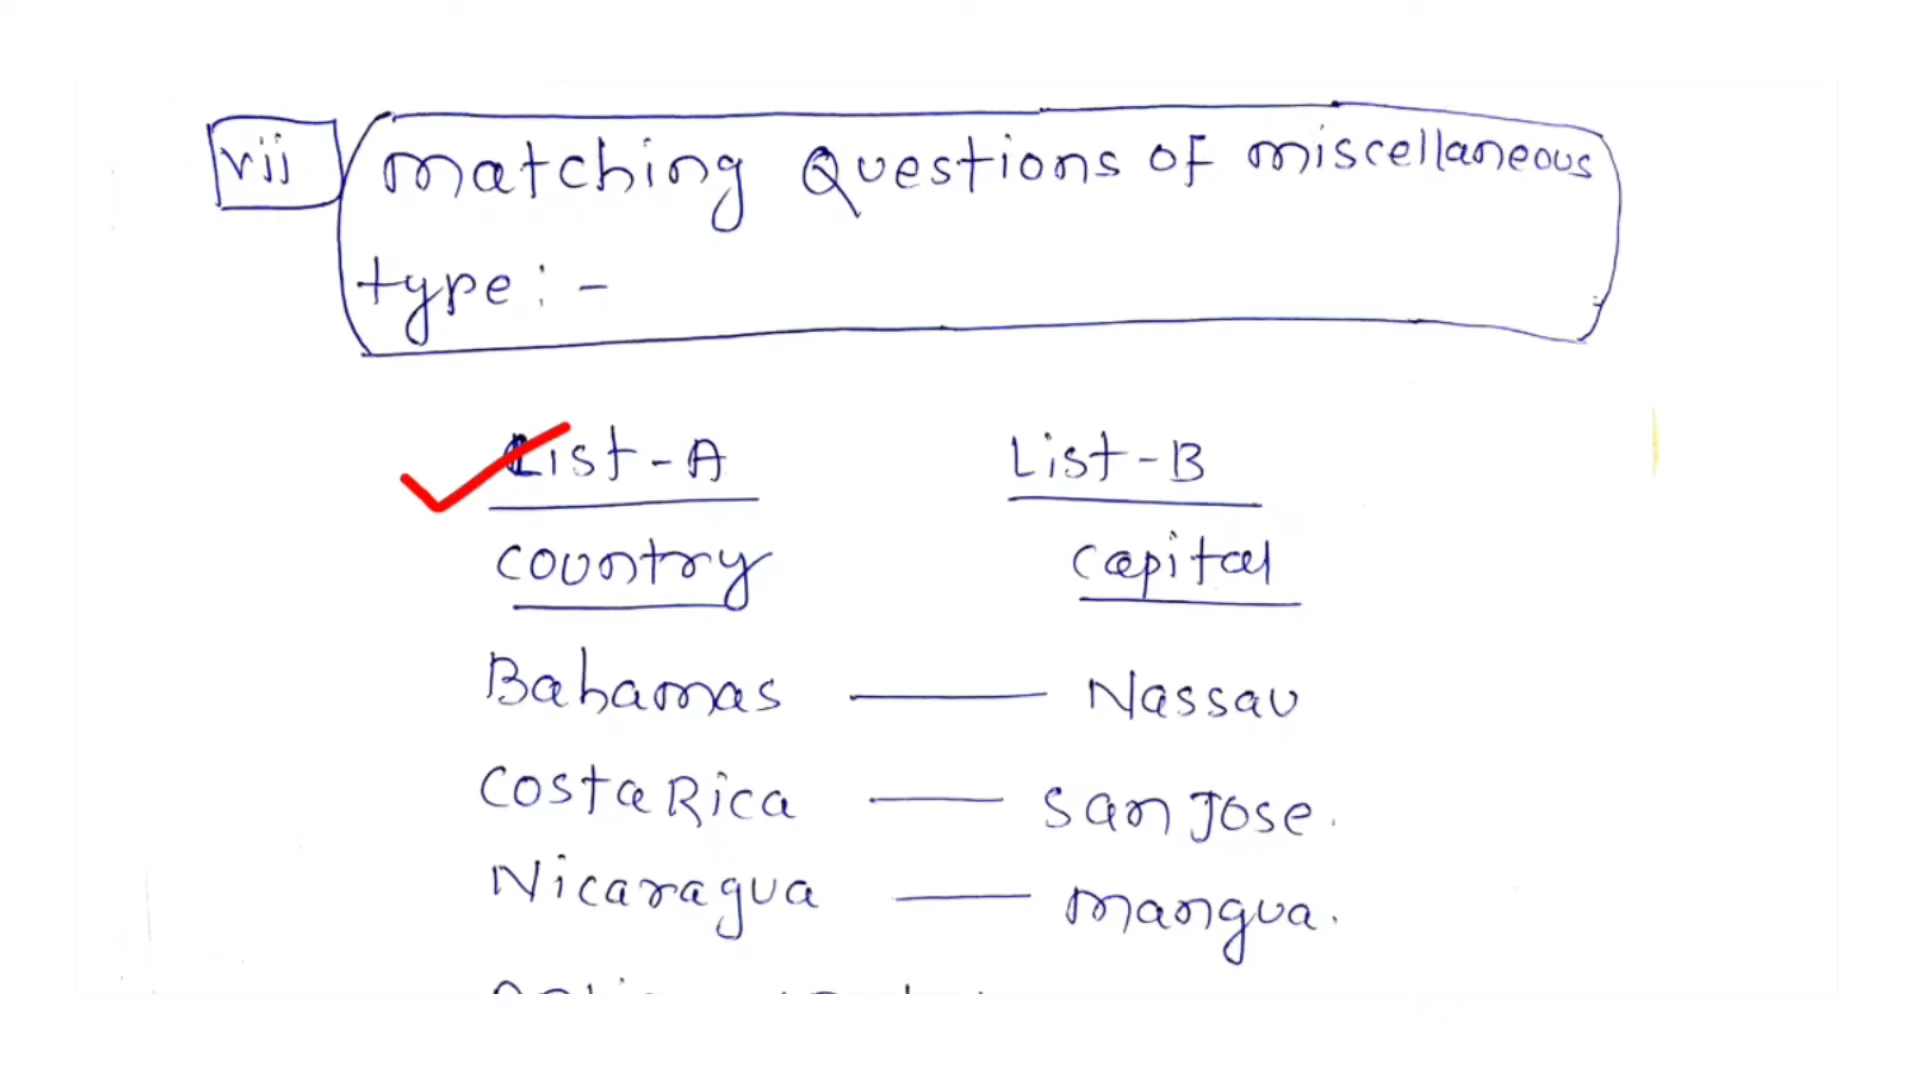 vii matching Questions of miscellaneous
type:-
List-A List-B
country capital
Bahamas — Nassau
Costa Rica — San Jose.
Nicaragua — mangua.